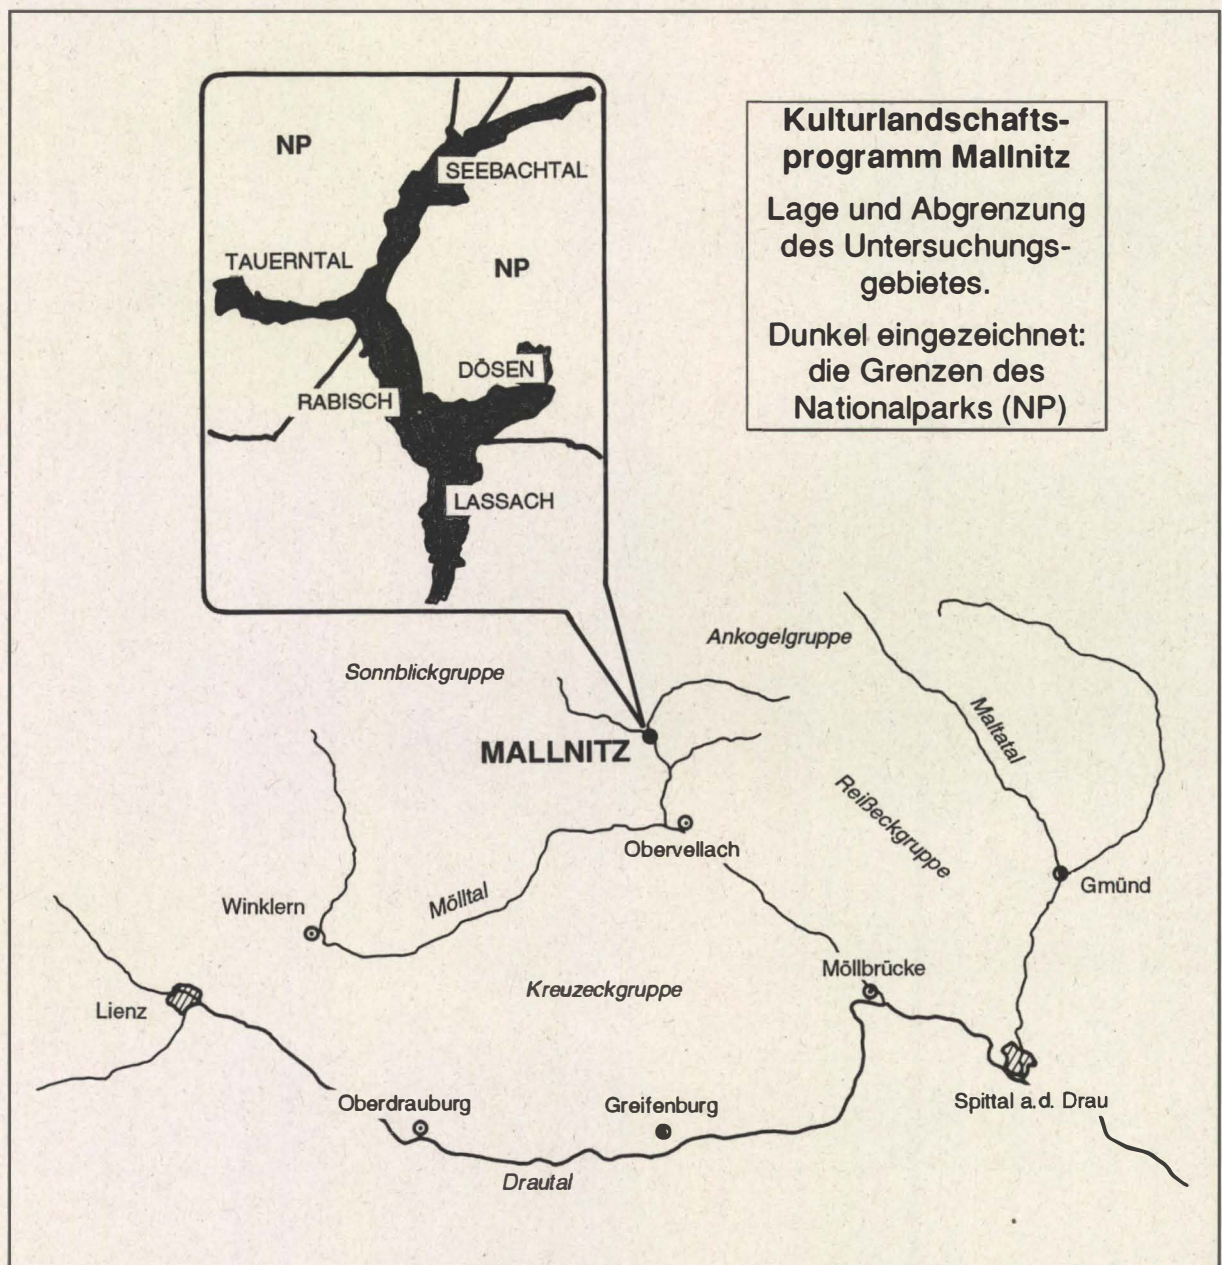 Kulturlandschafts-
programm Mallnitz
Lage und Abgrenzung
des Untersuchungs-
gebietes.
Dunkel eingezeichnet:
die Grenzen des
Nationalparks (NP)
NP
SEEBACHTAL
TAUERNTAL
NP
DÖSEN
RABISCH
LASSACH
Ankogelgruppe
Sonnblickgruppe
Maltatal
MALLNITZ
Reißeckgruppe
Obervellach
Gmünd
Winklern
Mölltal
Möllbrücke
Kreuzeckgruppe
Lienz
Oberdrauburg
Greifenburg
Spittal a.d. Drau
Drautal